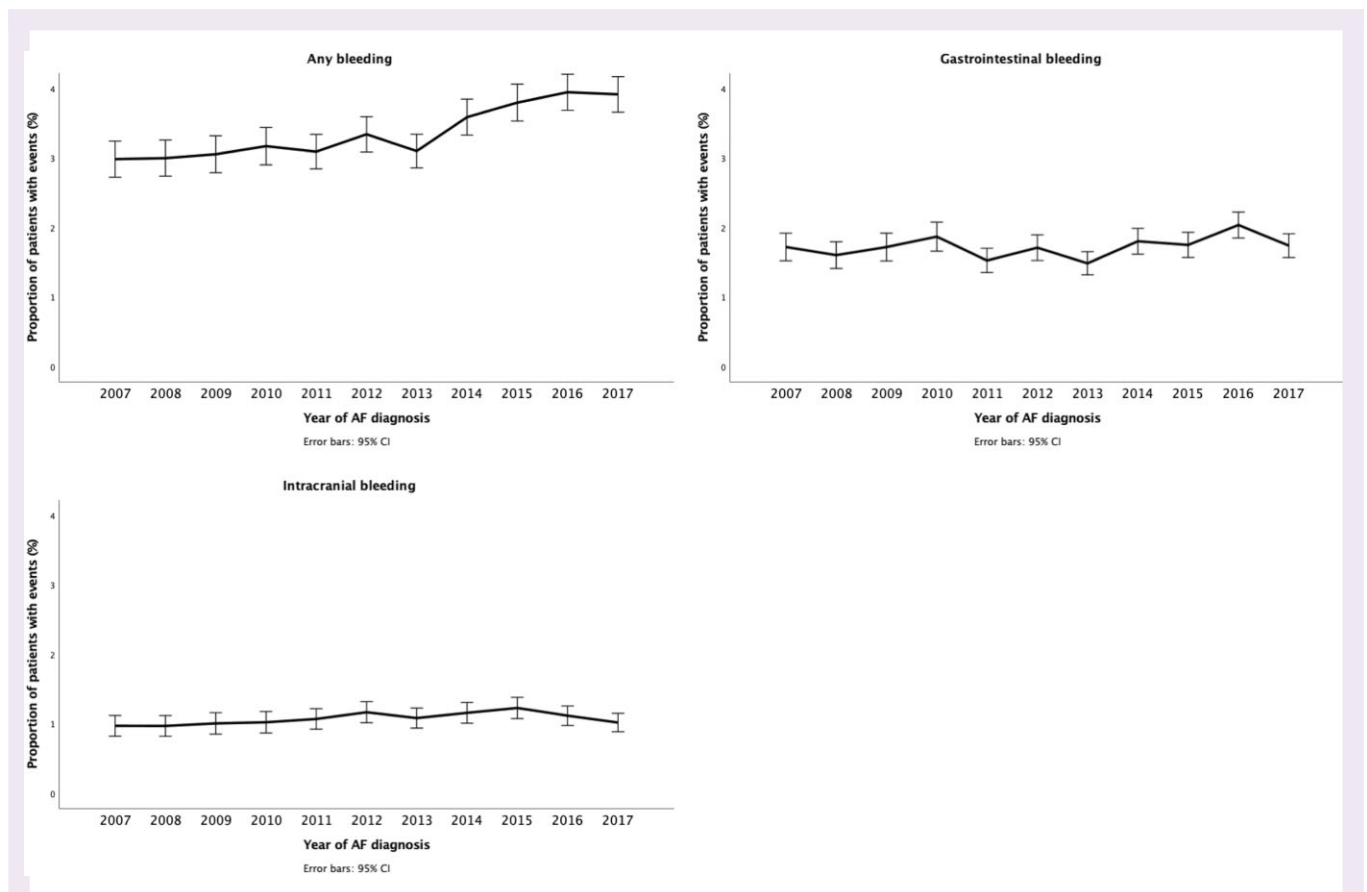 Any bleeding
Proportion of patients with events (%)
4
3
2
1
0
2007 2008 2009 2010 2011 2012 2013 2014 2015 2016 2017
Year of AF diagnosis
Error bars: 95% CI
Gastrointestinal bleeding
Proportion of patients with events (%)
4
3
2
1
0
2007 2008 2009 2010 2011 2012 2013 2014 2015 2016 2017
Year of AF diagnosis
Error bars: 95% CI
Intracranial bleeding
Proportion of patients with events (%)
4
3
2
1
0
2007 2008 2009 2010 2011 2012 2013 2014 2015 2016 2017
Year of AF diagnosis
Error bars: 95% CI